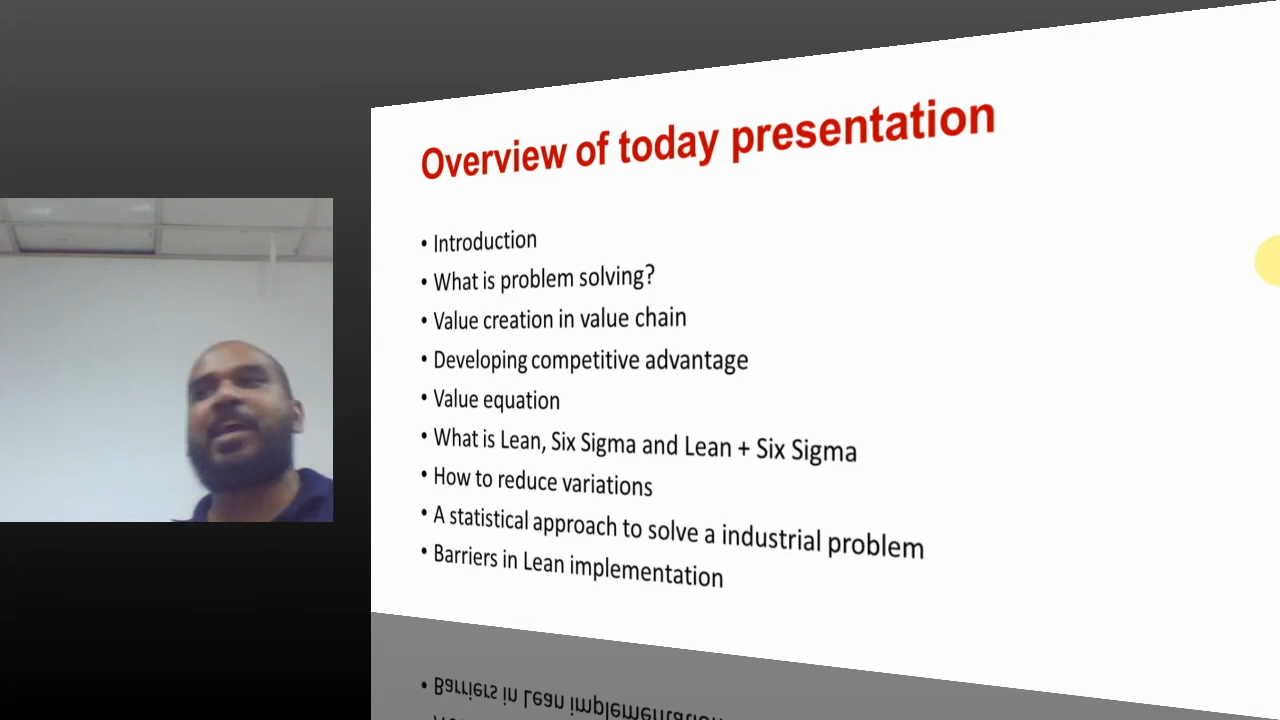 Overview of today presentation
• Introduction
• What is problem solving?
• Value creation in value chain
• Developing competitive advantage
• Value equation
• What is Lean, Six Sigma and Lean + Six Sigma
• How to reduce variations
• A statistical approach to solve a industrial problem
• Barriers in Lean implementation